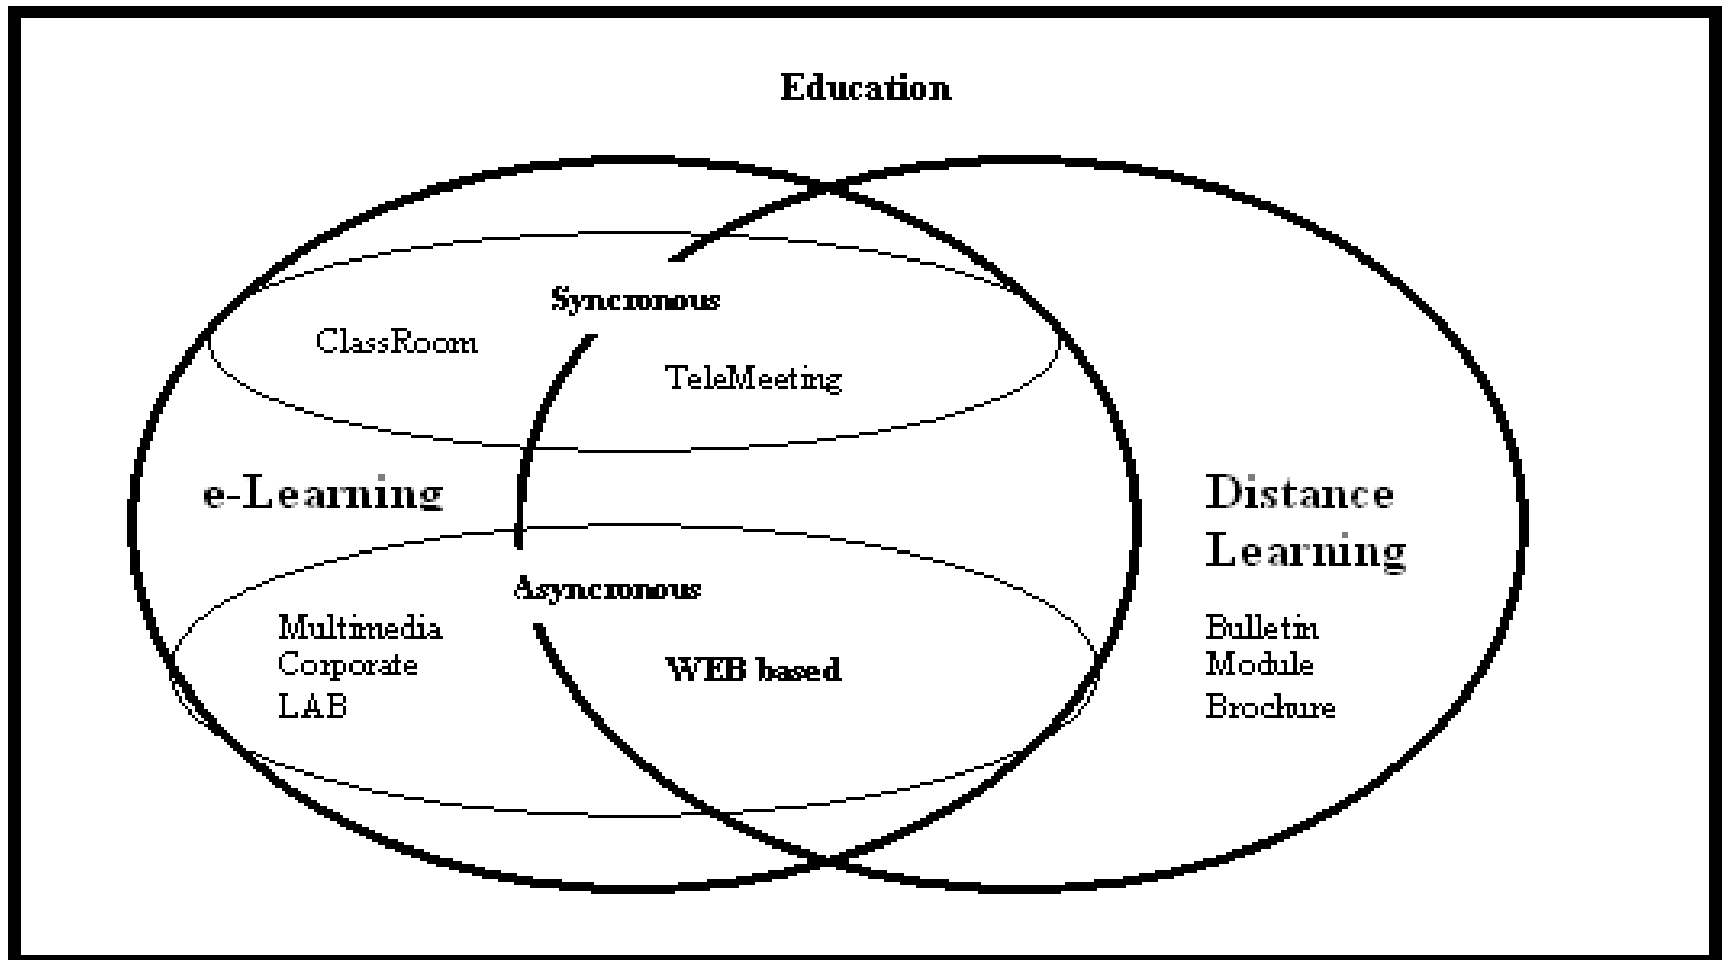 Education
Syncronous
ClassRoom
TeleMeeting
e-Learning
Distance
Learning
Asyncronous
Multimedia
Corporate
LAB
WEB based
Bulletin
Module
Brochure